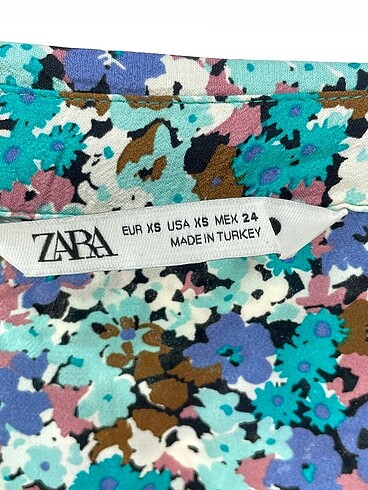 ZARA
EUR XS USA XS MEX 24
MADE IN TURKEY